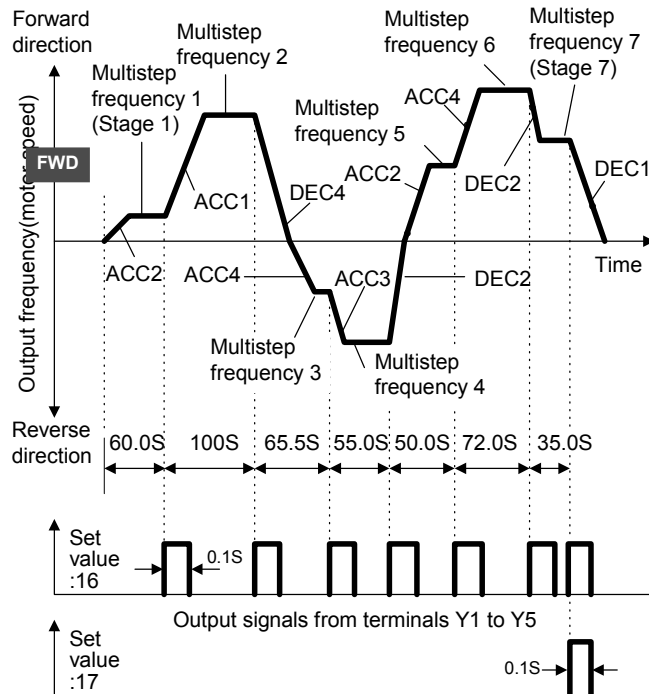 Forward
direction
Multistep
frequency 1
(Stage 1)
Multistep
frequency 2
Multistep
frequency 6
Multistep
frequency 7
(Stage 7)
Multistep
frequency 5
FWD
Output frequency(motor speed)
ACC2
ACC1
DEC4
ACC4
ACC3
ACC2
ACC4
DEC2
DEC2
DEC1
Time
Multistep
frequency 3
Multistep
frequency 4
Reverse
direction
60.0S 100S 65.5S 55.0S 50.0S 72.0S 35.0S
Set
value
:16
0.1S
Output signals from terminals Y1 to Y5
Set
value
:17
0.1S